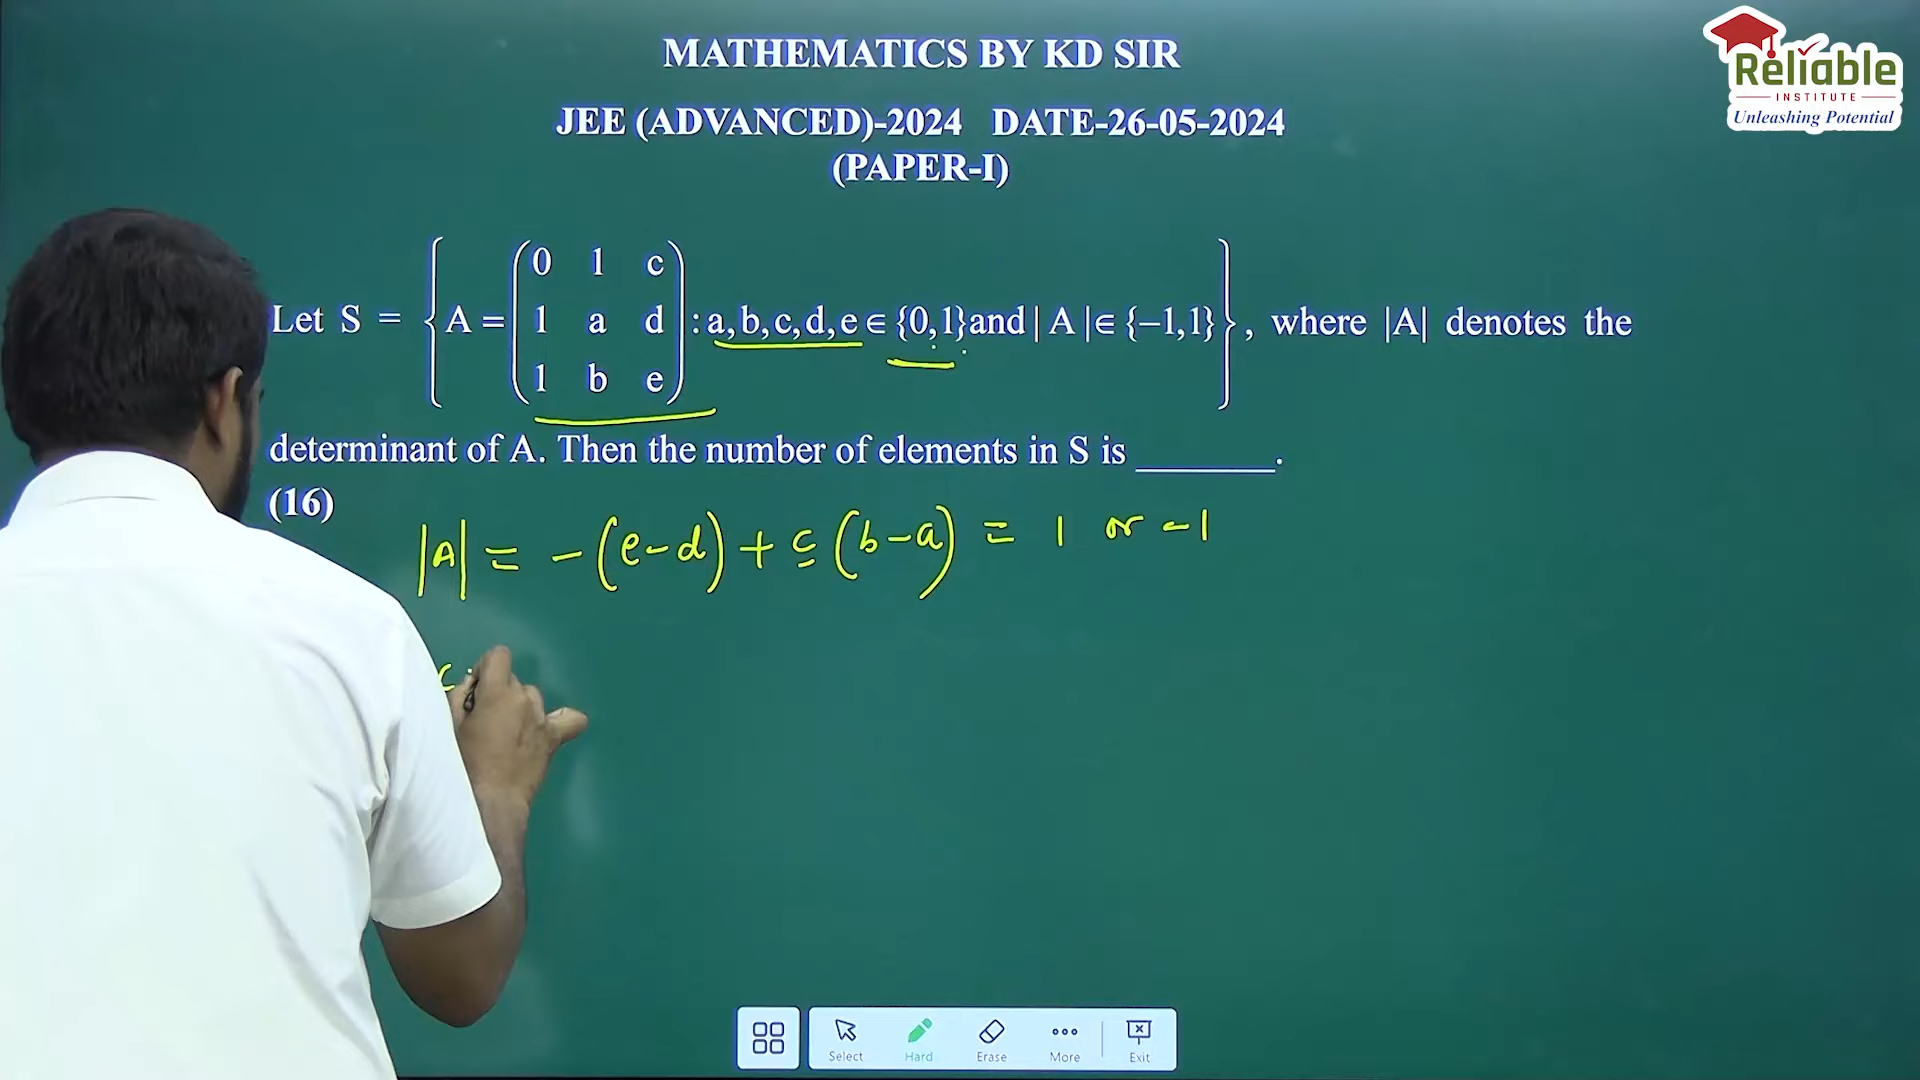 MATHEMATICS BY KD SIR
Reliable
INSTITUTE
Unleashing Potential
JEE (ADVANCED)-2024 DATE-26-05-2024
(PAPER-I)
Let S = { A = ( 0 1 c
1 a d
1 b e ) : a,b,c,d,e ∈ {0,1} and | A | ∈ {−1,1} } , where |A| denotes the
determinant of A. Then the number of elements in S is ________.
(16)
|A| = −(e−d) + c(b−a) = 1 or −1
c
Select
Hard
Erase
More
Exit